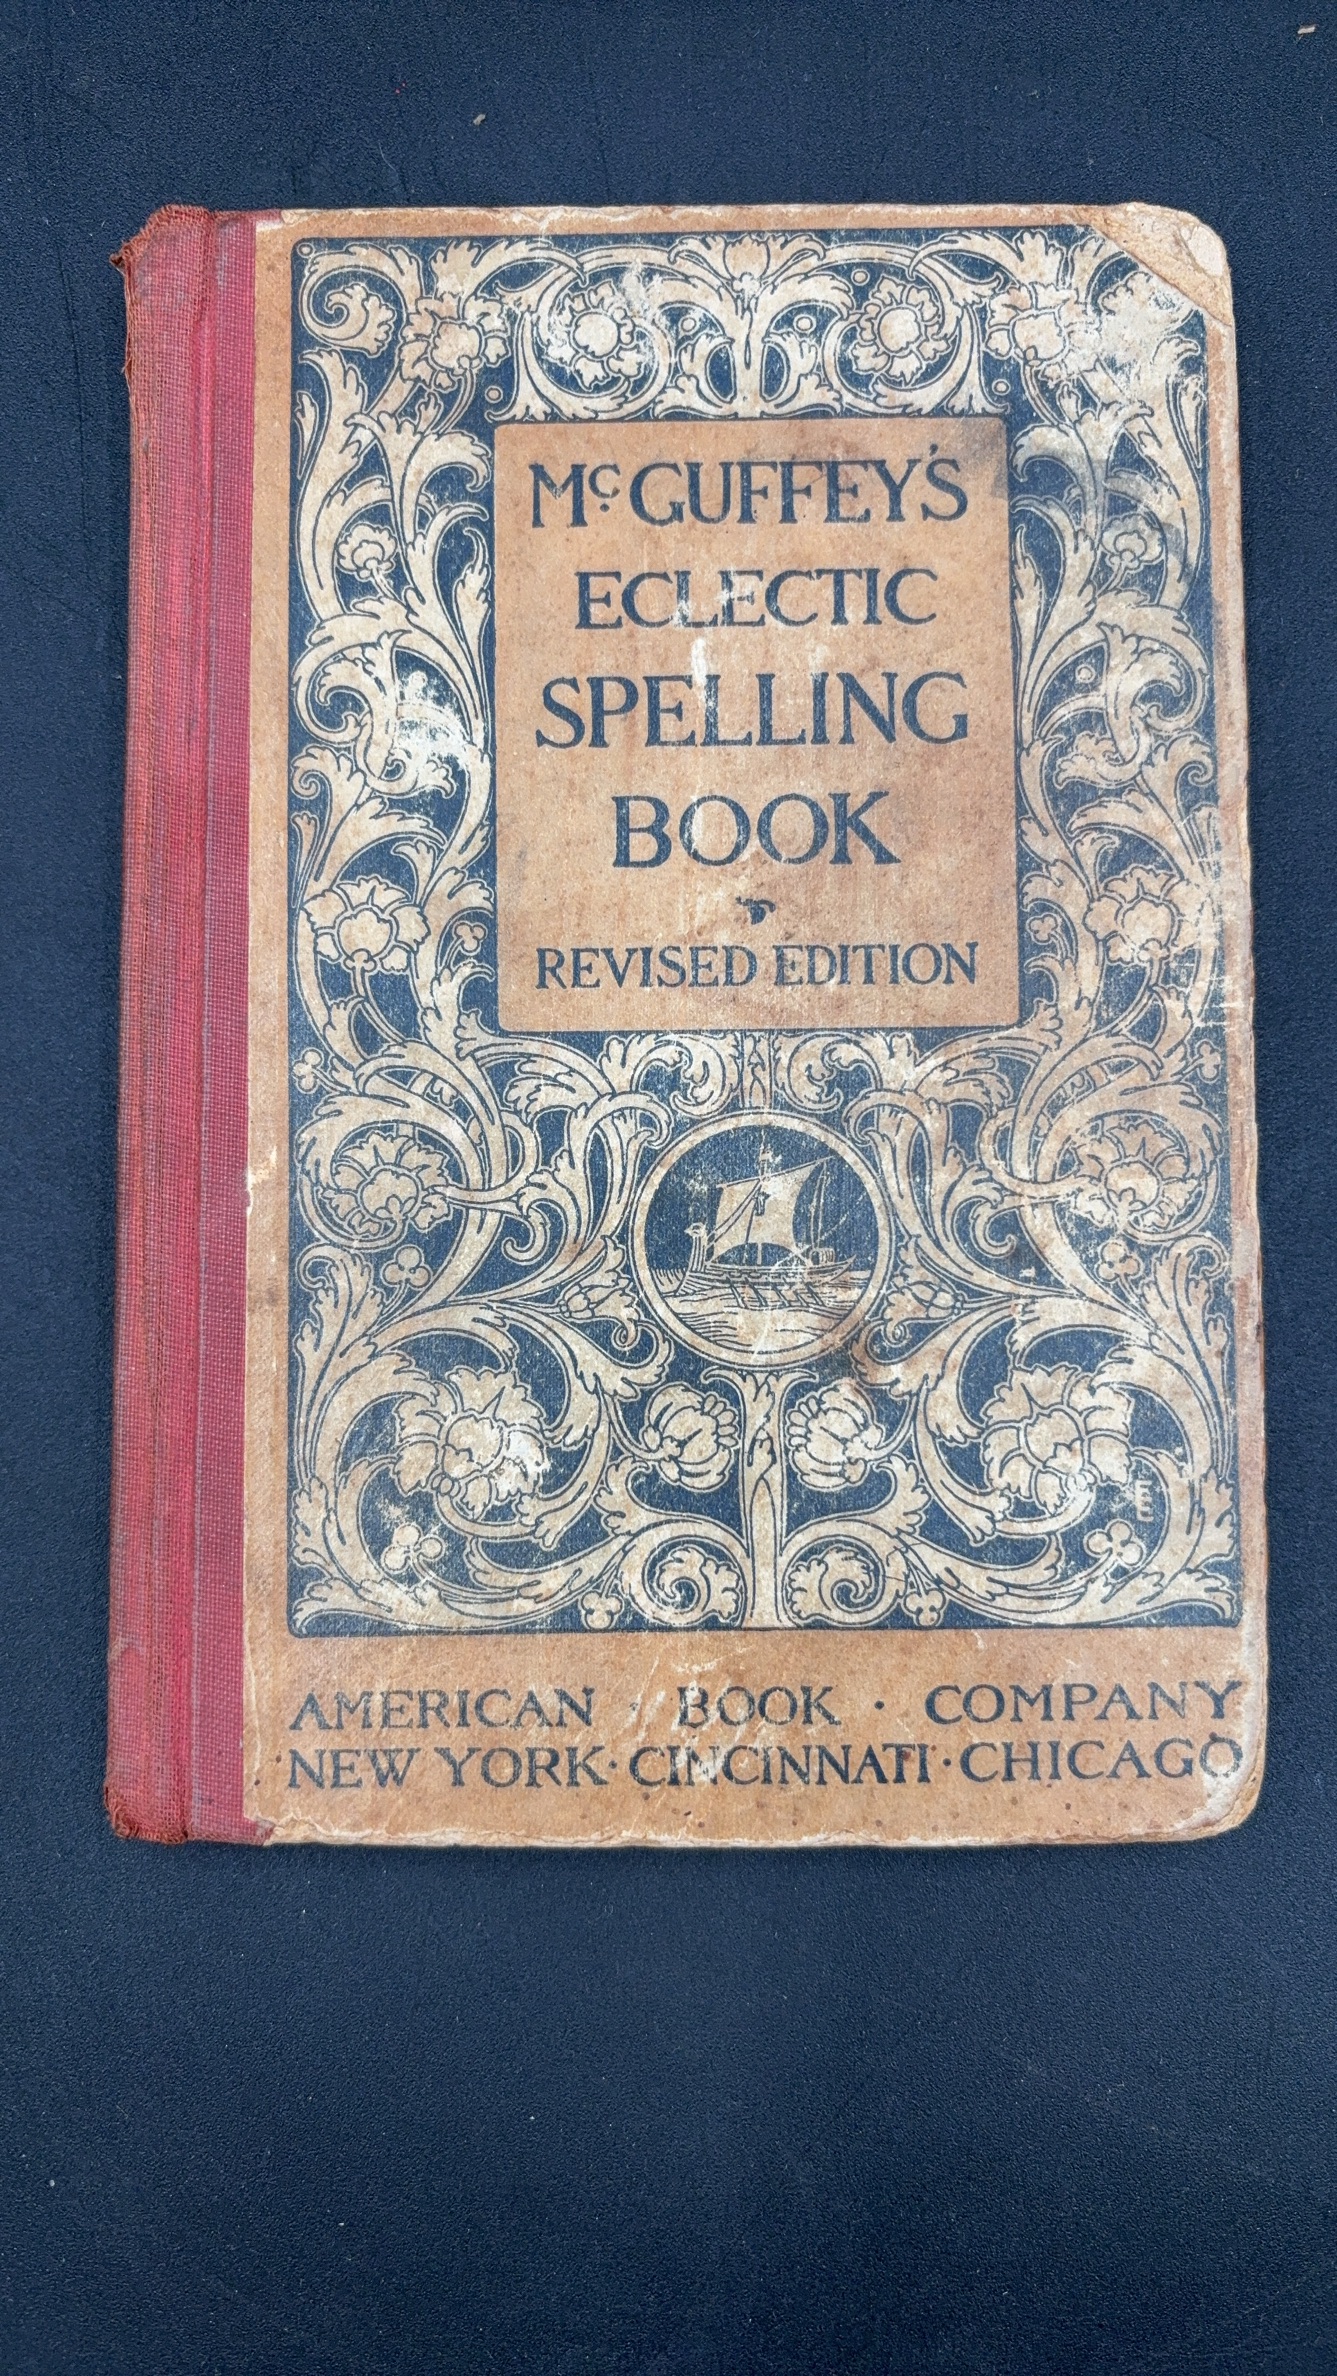 McGUFFEY'S
ECLECTIC
SPELLING
BOOK
REVISED EDITION
AMERICAN · BOOK · COMPANY
NEW YORK · CINCINNATI · CHICAGO